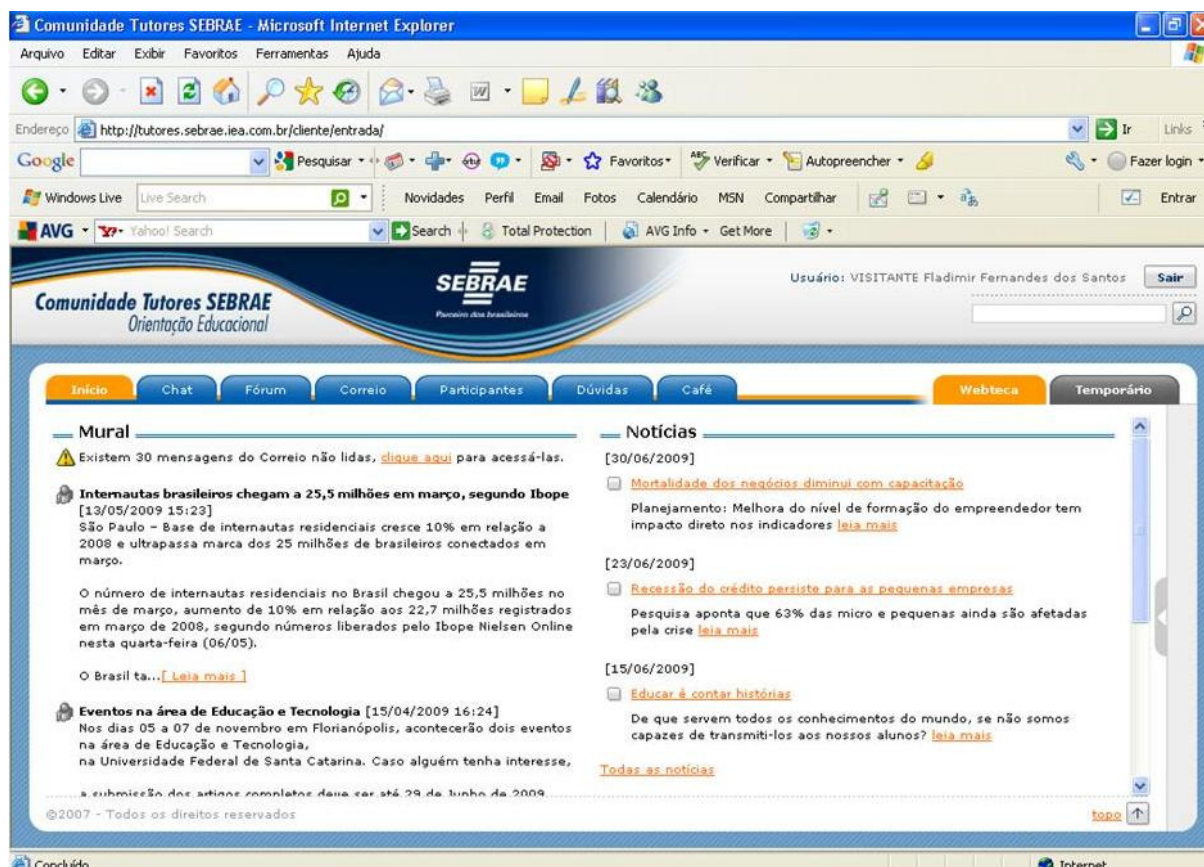 Comunidade Tutores SEBRAE - Microsoft Internet Explorer
Arquivo Editar Exibir Favoritos Ferramentas Ajuda
Endereço http://tutores.sebrae.iea.com.br/cliente/entrada/ Ir Links
Google Pesquisar Favoritos Verificar Autopreencher Fazer login
Windows Live Live Search Novidades Perfil Email Fotos Calendário MSN Compartilhar Entrar
AVG Yahoo! Search Search Total Protection AVG Info Get More
Comunidade Tutores SEBRAE
Orientação Educacional
SEBRAE
Parceiro dos brasileiros
Usuário: VISITANTE Fladimir Fernandes dos Santos Sair
Início Chat Fórum Correio Participantes Dúvidas Café Webteca Temporário
Mural
Existem 30 mensagens do Correio não lidas, clique aqui para acessá-las.
Internautas brasileiros chegam a 25,5 milhões em março, segundo Ibope
[13/05/2009 15:23]
São Paulo – Base de internautas residenciais cresce 10% em relação a
2008 e ultrapassa marca dos 25 milhões de brasileiros conectados em
março.
O número de internautas residenciais no Brasil chegou a 25,5 milhões no
mês de março, aumento de 10% em relação aos 22,7 milhões registrados
em março de 2008, segundo números liberados pelo Ibope Nielsen Online
nesta quarta-feira (06/05).
O Brasil ta...[ Leia mais ]
Eventos na área de Educação e Tecnologia [15/04/2009 16:24]
Nos dias 05 a 07 de novembro em Florianópolis, acontecerão dois eventos
na área de Educação e Tecnologia,
na Universidade Federal de Santa Catarina. Caso alguém tenha interesse,
a submissão dos artigos completos deve ser até 29 de Junho de 2009
Notícias
[30/06/2009]
Mortalidade dos negócios diminui com capacitação
Planejamento: Melhora do nível de formação do empreendedor tem
impacto direto nos indicadores leia mais
[23/06/2009]
Recessão do crédito persiste para as pequenas empresas
Pesquisa aponta que 63% das micro e pequenas ainda são afetadas
pela crise leia mais
[15/06/2009]
Educar é contar histórias
De que servem todos os conhecimentos do mundo, se não somos
capazes de transmiti-los aos nossos alunos? leia mais
Todas as notícias
©2007 - Todos os direitos reservados
topo
Concluído Internet